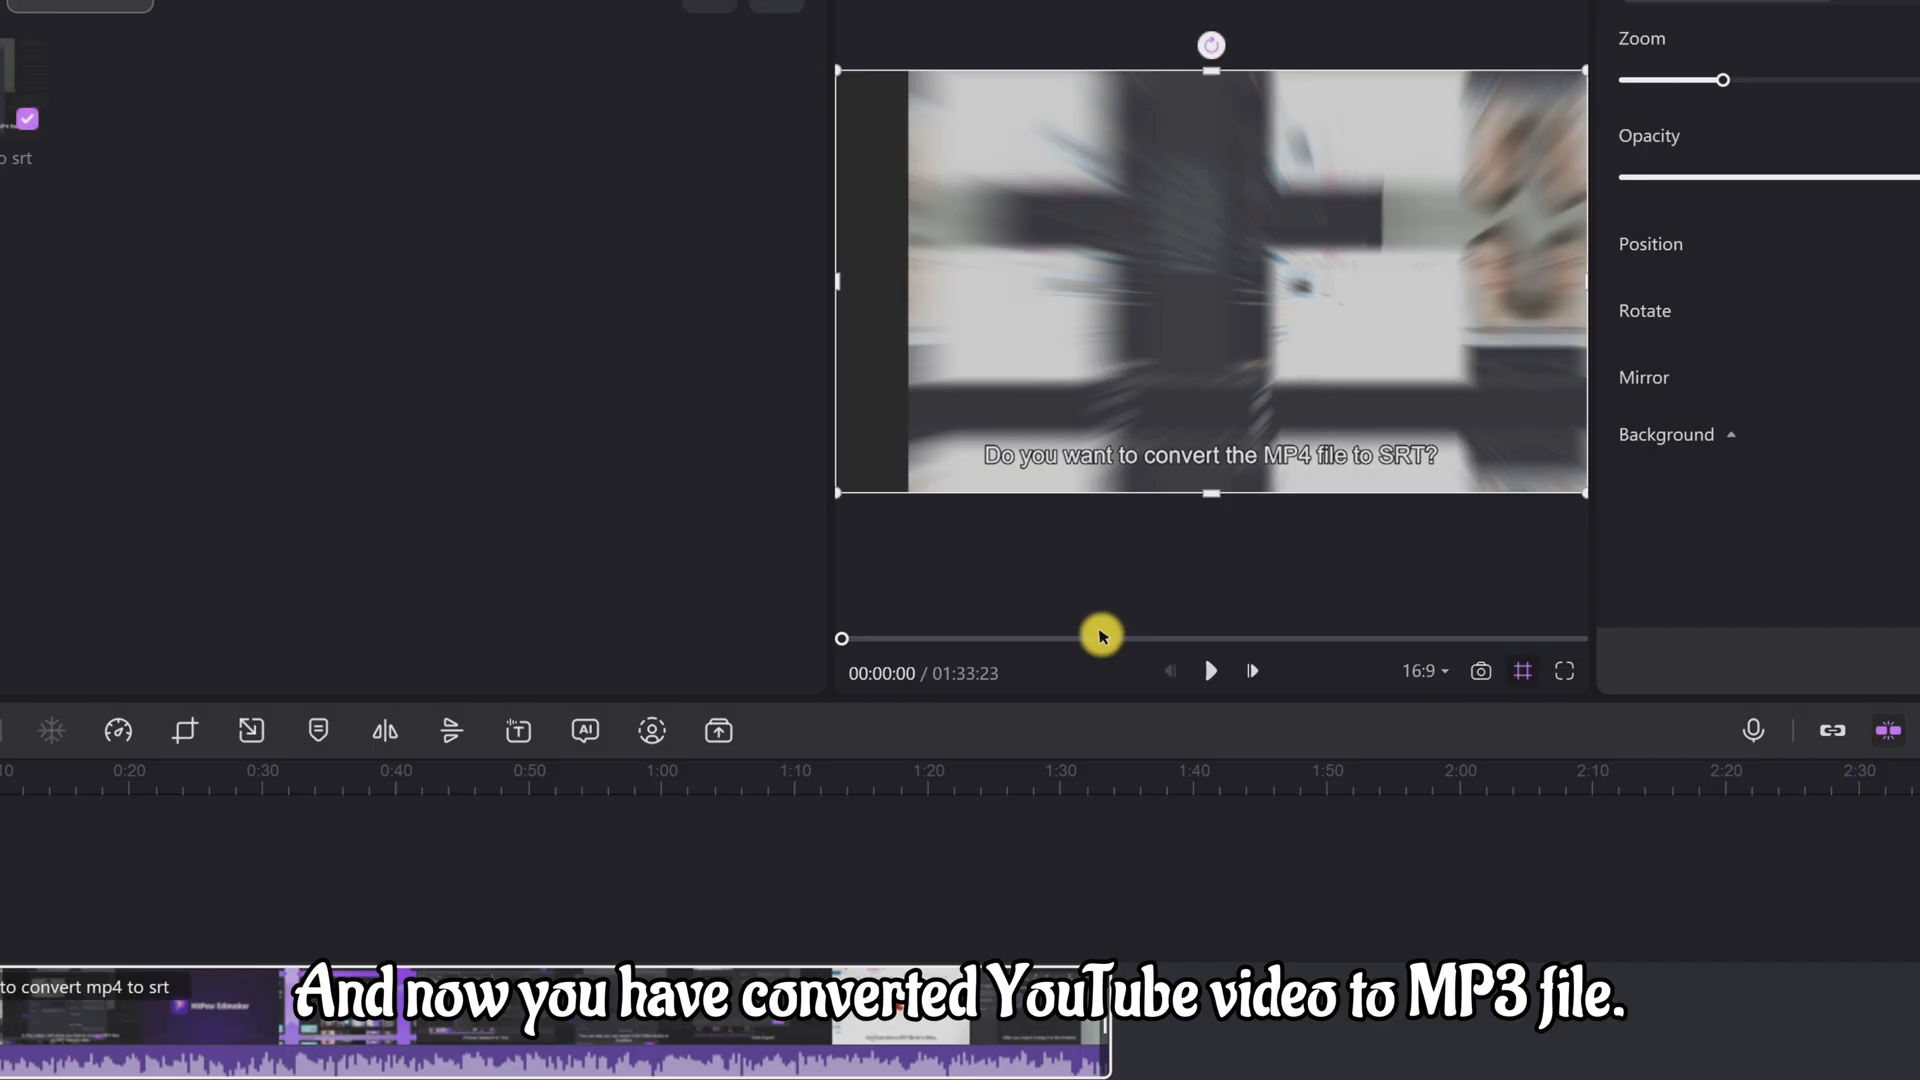 Zoom
Opacity
o srt
Position
Rotate
Mirror
Background
Do you want to convert the MP4 file to SRT?
00:00:00 / 01:33:23
16:9
T
AI
10 0:20 0:30 0:40 0:50 1:00 1:10 1:20 1:30 1:40 1:50 2:00 2:10 2:20 2:30
to convert mp4 to srt
HitPaw Edimakor
And now you have converted YouTube video to MP3 file.